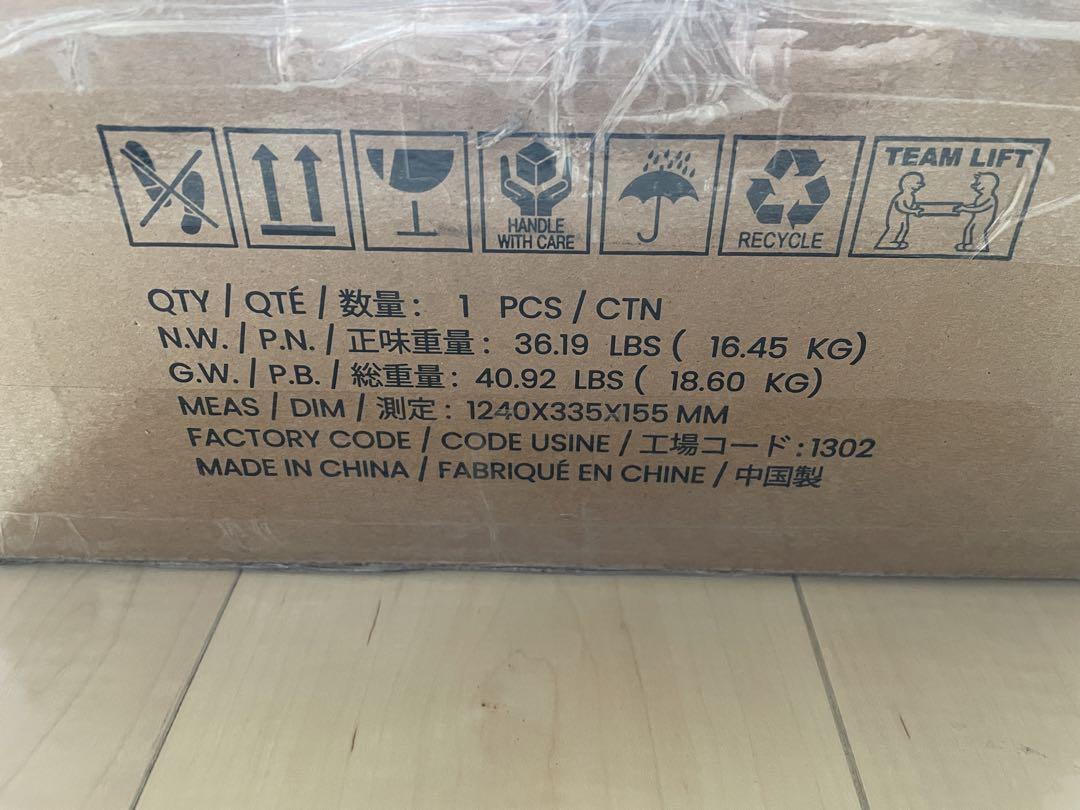 HANDLE
WITH CARE
RECYCLE
TEAM LIFT
QTY / QTÉ / 数量: 1 PCS / CTN
N.W. / P.N. / 正味重量: 36.19 LBS ( 16.45 KG)
G.W. / P.B. / 総重量: 40.92 LBS ( 18.60 KG)
MEAS / DIM / 測定: 1240X335X155 MM
FACTORY CODE / CODE USINE / 工場コード:1302
MADE IN CHINA / FABRIQUÉ EN CHINE / 中国製